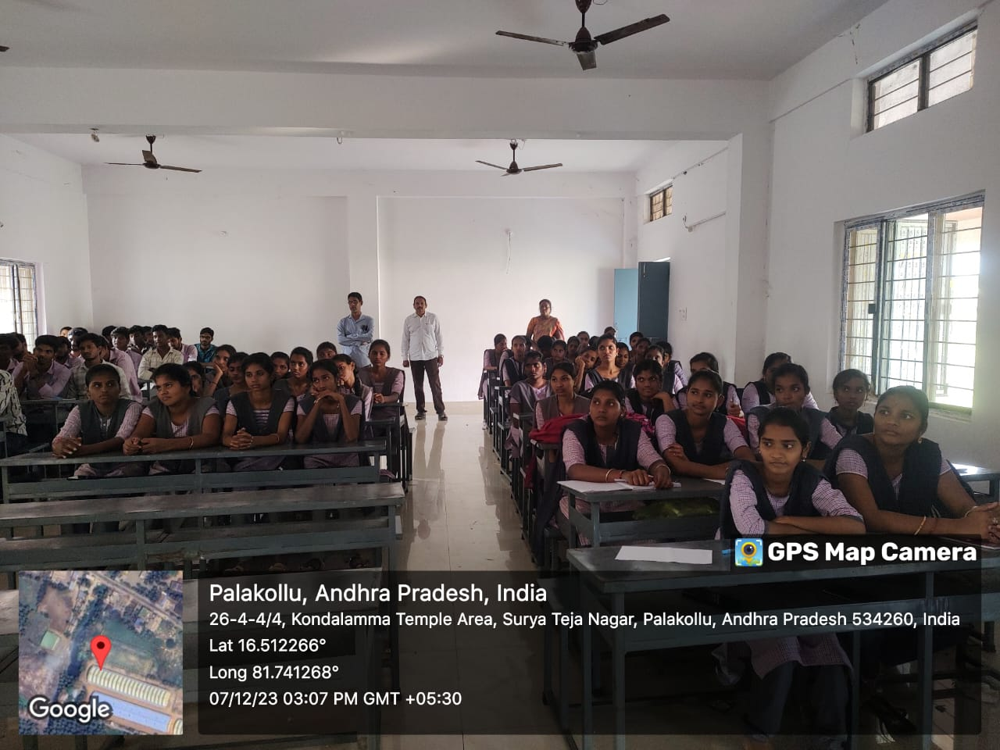 GPS Map Camera
Palakollu, Andhra Pradesh, India
26-4-4/4, Kondalamma Temple Area, Surya Teja Nagar, Palakollu, Andhra Pradesh 534260, India
Lat 16.512266°
Long 81.741268°
07/12/23 03:07 PM GMT +05:30
Google